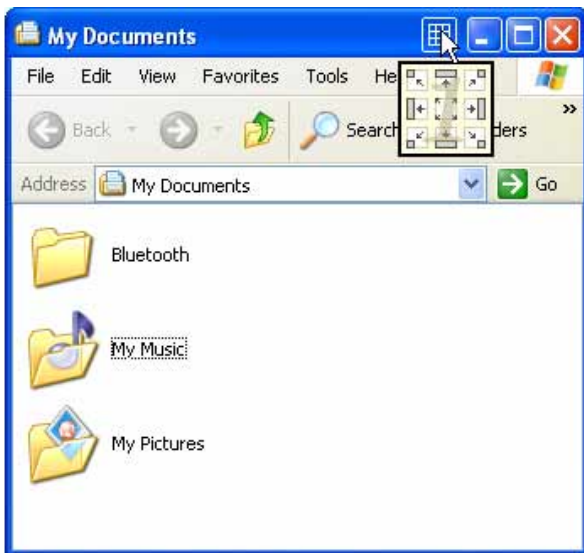 My Documents
File Edit View Favorites Tools He
Back Search ders »
Address My Documents Go
Bluetooth
My Music
My Pictures